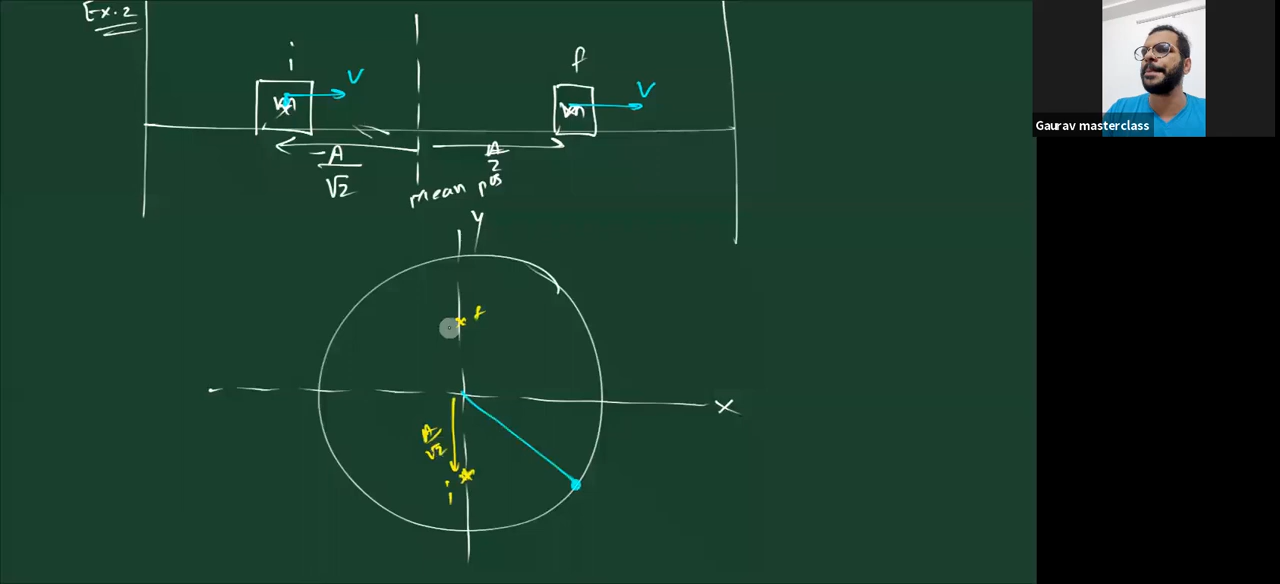 Ex. 2
i
f
V
V
m
m
-A/√2
A/2
mean pos
y
f
x
A/√2
i
Gaurav masterclass